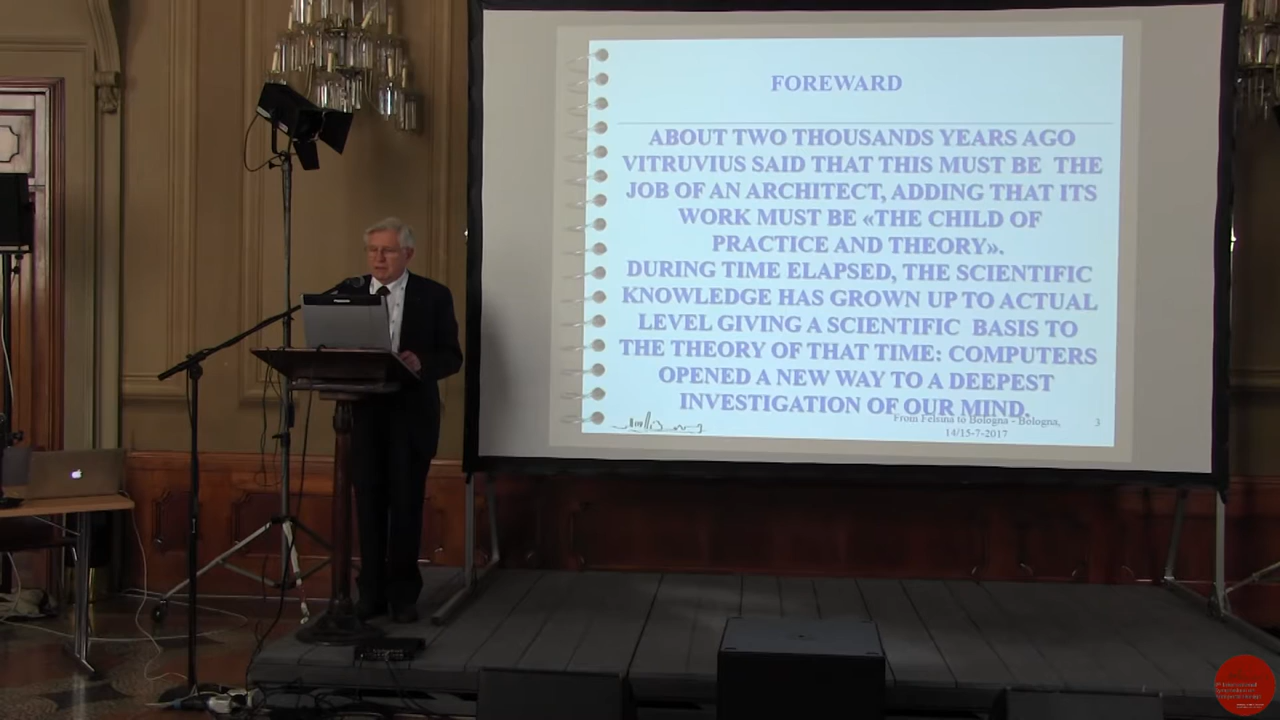 FOREWARD
ABOUT TWO THOUSANDS YEARS AGO
VITRUVIUS SAID THAT THIS MUST BE THE
JOB OF AN ARCHITECT, ADDING THAT ITS
WORK MUST BE «THE CHILD OF
PRACTICE AND THEORY».
DURING TIME ELAPSED, THE SCIENTIFIC
KNOWLEDGE HAS GROWN UP TO ACTUAL
LEVEL GIVING A SCIENTIFIC BASIS TO
THE THEORY OF THAT TIME: COMPUTERS
OPENED A NEW WAY TO A DEEPEST
INVESTIGATION OF OUR MIND.
From Felsina to Bologna - Bologna, 3
14/15-7-2017